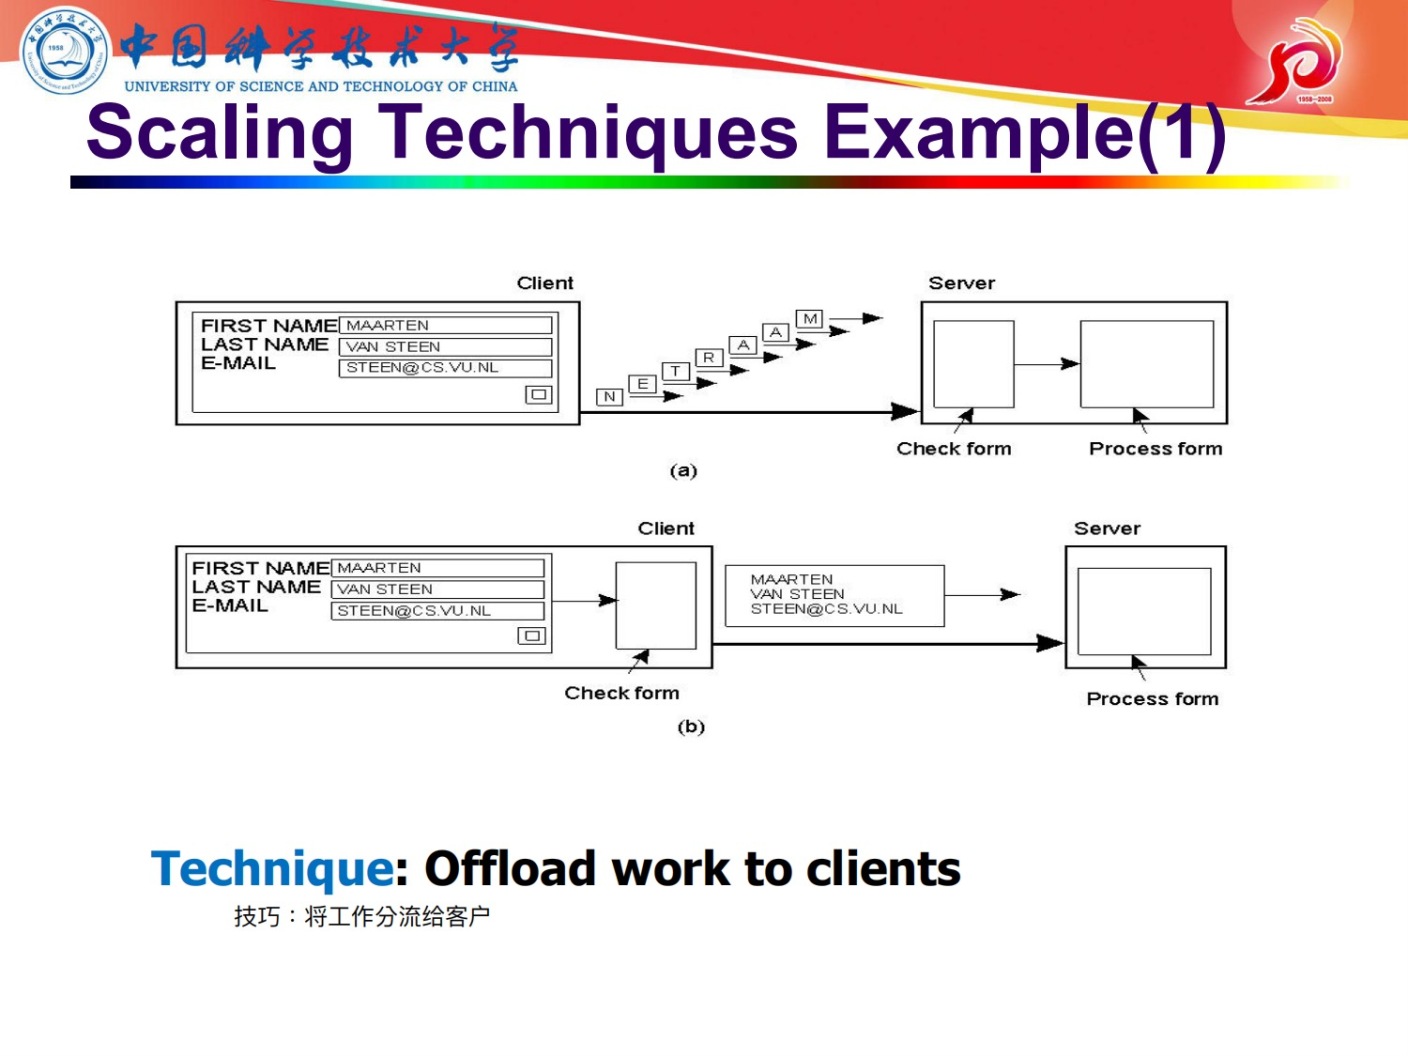 中国科学技术大学
1958
UNIVERSITY OF SCIENCE AND TECHNOLOGY OF CHINA
1958—2008
Scaling Techniques Example(1)
Client
Server
FIRST NAME MAARTEN
LAST NAME VAN STEEN
E-MAIL STEEN@CS.VU.NL
M
A
A
R
T
E
N
Check form
Process form
(a)
Client
Server
FIRST NAME MAARTEN
LAST NAME VAN STEEN
E-MAIL STEEN@CS.VU.NL
MAARTEN
VAN STEEN
STEEN@CS.VU.NL
Check form
Process form
(b)
Technique: Offload work to clients
技巧：将工作分流给客户